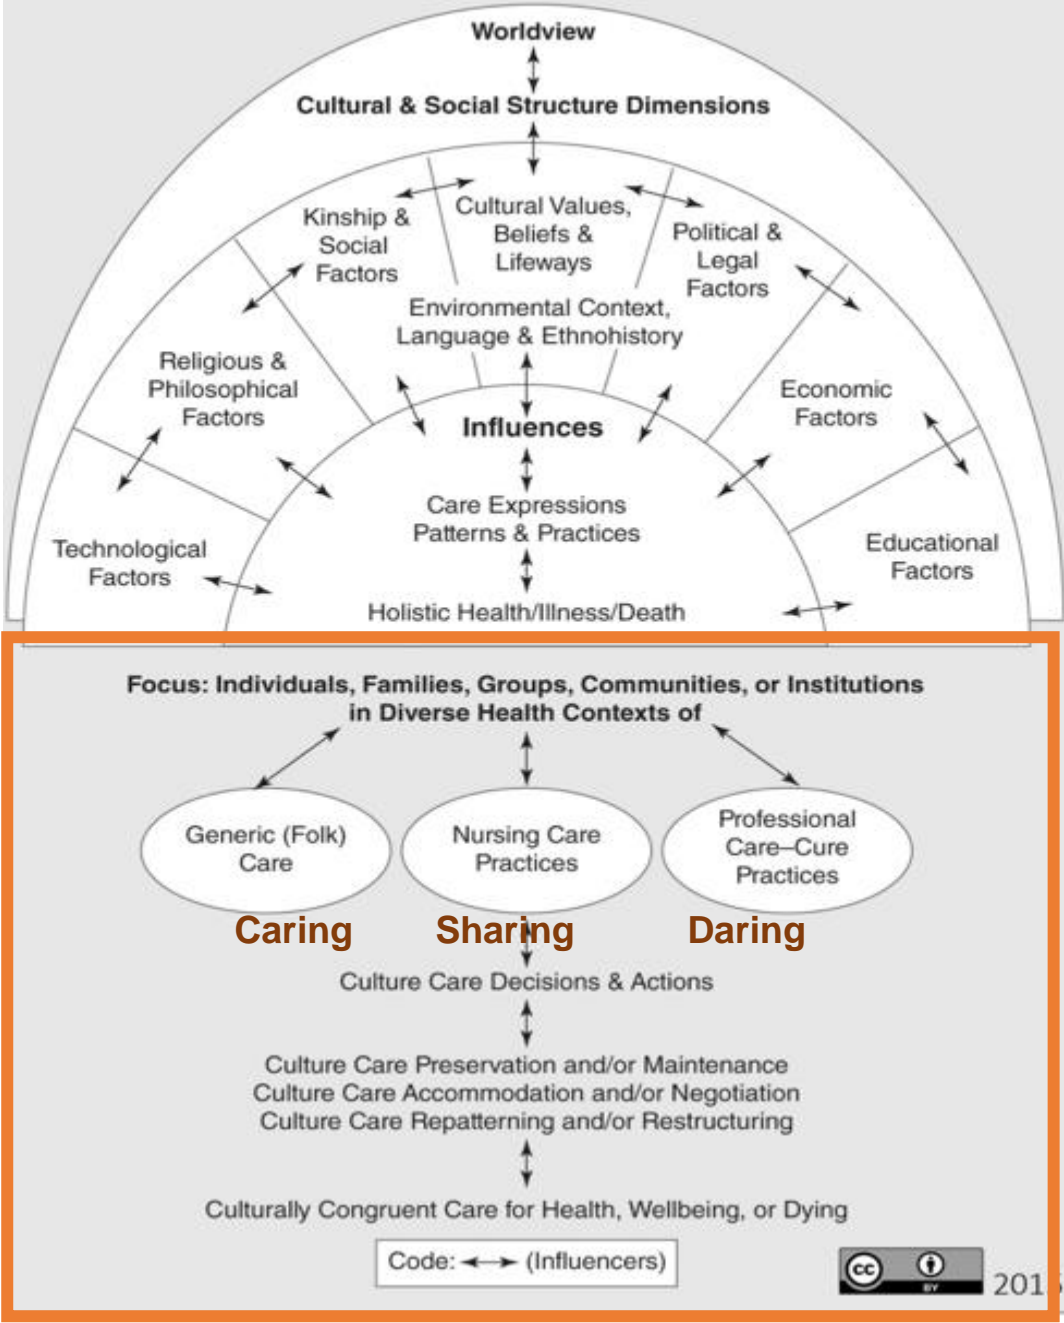 Worldview
Cultural & Social Structure Dimensions
Kinship &
Social
Factors
Cultural Values,
Beliefs &
Lifeways
Political &
Legal
Factors
Environmental Context,
Language & Ethnohistory
Religious &
Philosophical
Factors
Economic
Factors
Influences
Care Expressions
Patterns & Practices
Technological
Factors
Educational
Factors
Holistic Health/Illness/Death
Focus: Individuals, Families, Groups, Communities, or Institutions
in Diverse Health Contexts of
Generic (Folk)
Care
Nursing Care
Practices
Professional
Care–Cure
Practices
Caring
Sharing
Daring
Culture Care Decisions & Actions
Culture Care Preservation and/or Maintenance
Culture Care Accommodation and/or Negotiation
Culture Care Repatterning and/or Restructuring
Culturally Congruent Care for Health, Wellbeing, or Dying
Code: ↔ (Influencers)
cc
BY